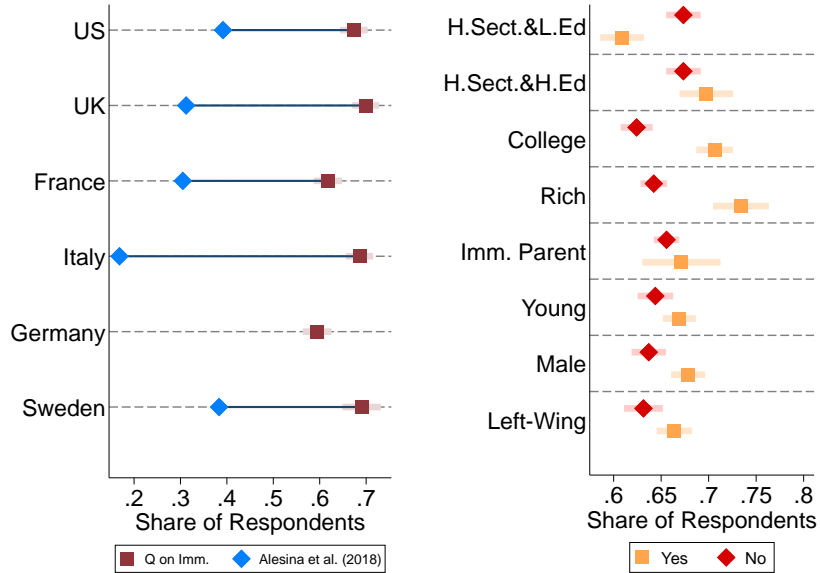 US
UK
France
Italy
Germany
Sweden
.2 .3 .4 .5 .6 .7
Share of Respondents
Q on Imm. Alesina et al. (2018)
H.Sect.&L.Ed
H.Sect.&H.Ed
College
Rich
Imm. Parent
Young
Male
Left-Wing
.6 .65 .7 .75 .8
Share of Respondents
Yes No